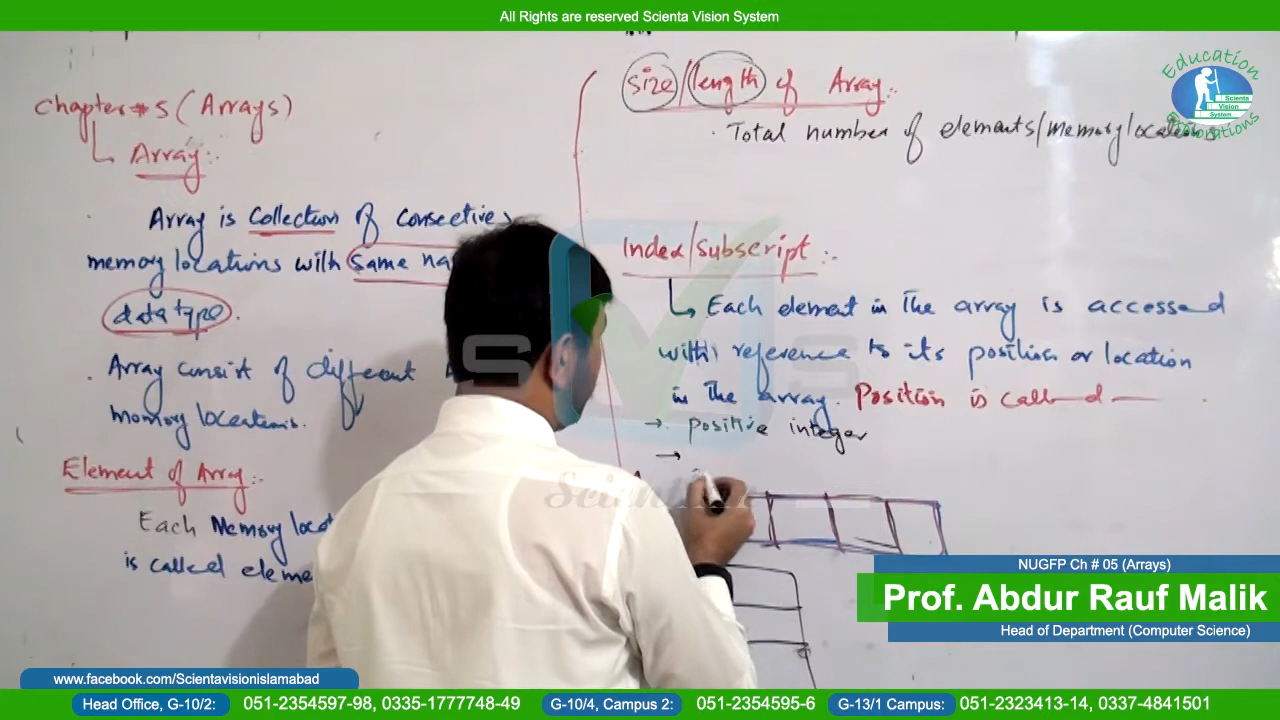 All Rights are reserved Scienta Vision System
Chapter # 5 (Arrays)
Array:.
Array is Collection of Consective
memory locations with same na
data type.
Array consist of different
memory locations.
Element of Array:.
Each Memory locat
is called eleme
size/length of Array:.
Total number of elements/memory locations
Index/Subscript:.
Each element in the array is accessed
with reference to its position or location
in the array. Position is called
→ positive integer
→
Education
Scienta
Vision
System
Explorations
S V S
Scienta
NUGFP Ch # 05 (Arrays)
Prof. Abdur Rauf Malik
Head of Department (Computer Science)
www.facebook.com/Scientavisionislamabad
Head Office, G-10/2: 051-2354597-98, 0335-1777748-49 G-10/4, Campus 2: 051-2354595-6 G-13/1 Campus: 051-2323413-14, 0337-4841501